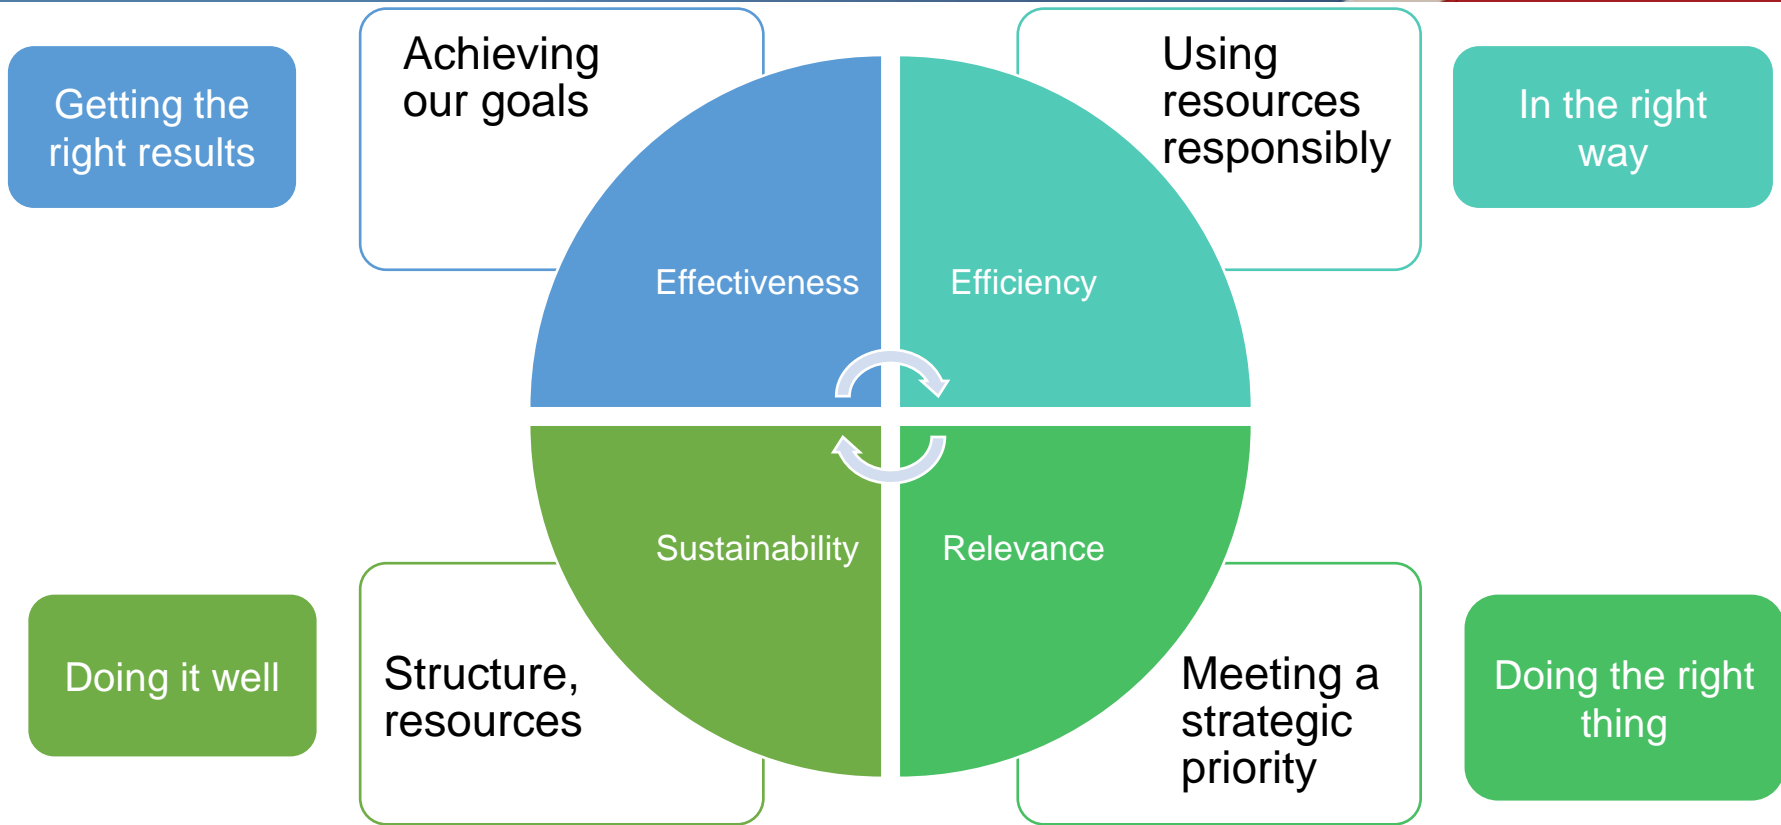 Getting the
right results
Achieving
our goals
Using
resources
responsibly
In the right
way
Effectiveness
Efficiency
Sustainability
Relevance
Doing it well
Structure,
resources
Meeting a
strategic
priority
Doing the right
thing